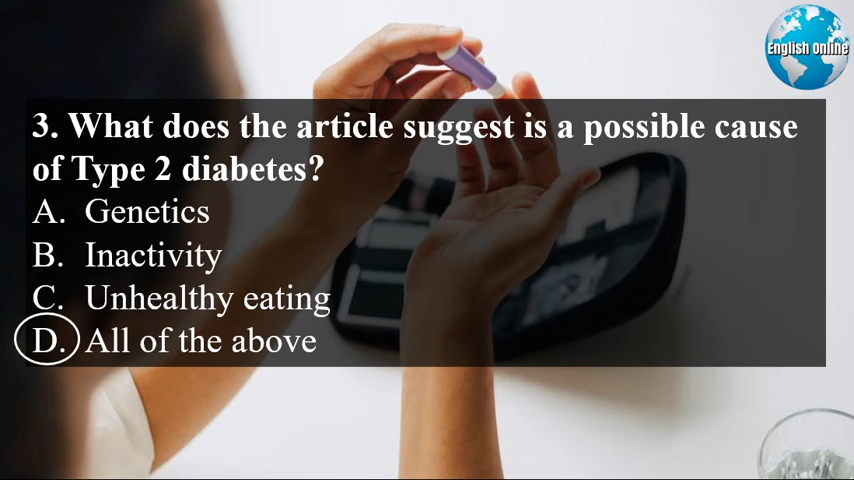 English online
3. What does the article suggest is a possible cause
of Type 2 diabetes?
A. Genetics
B. Inactivity
C. Unhealthy eating
D. All of the above